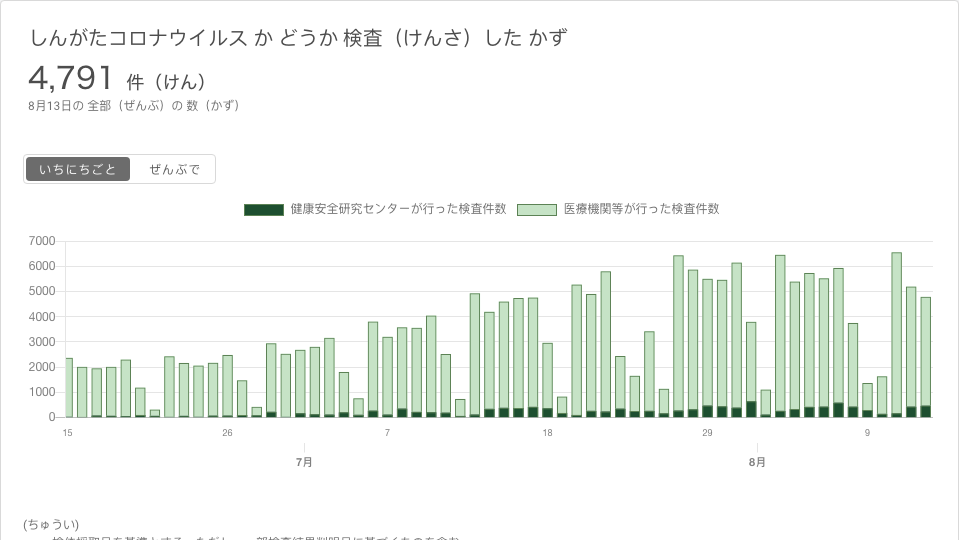 しんがたコロナウイルス か どうか 検査（けんさ）した かず
4,791 件（けん）
8月13日の 全部（ぜんぶ）の 数（かず）
いちにちごと ぜんぶで
健康安全研究センターが行った検査件数 医療機関等が行った検査件数
7000
6000
5000
4000
3000
2000
1000
0
15 26 7 18 29 9
7月 8月
(ちゅうい)